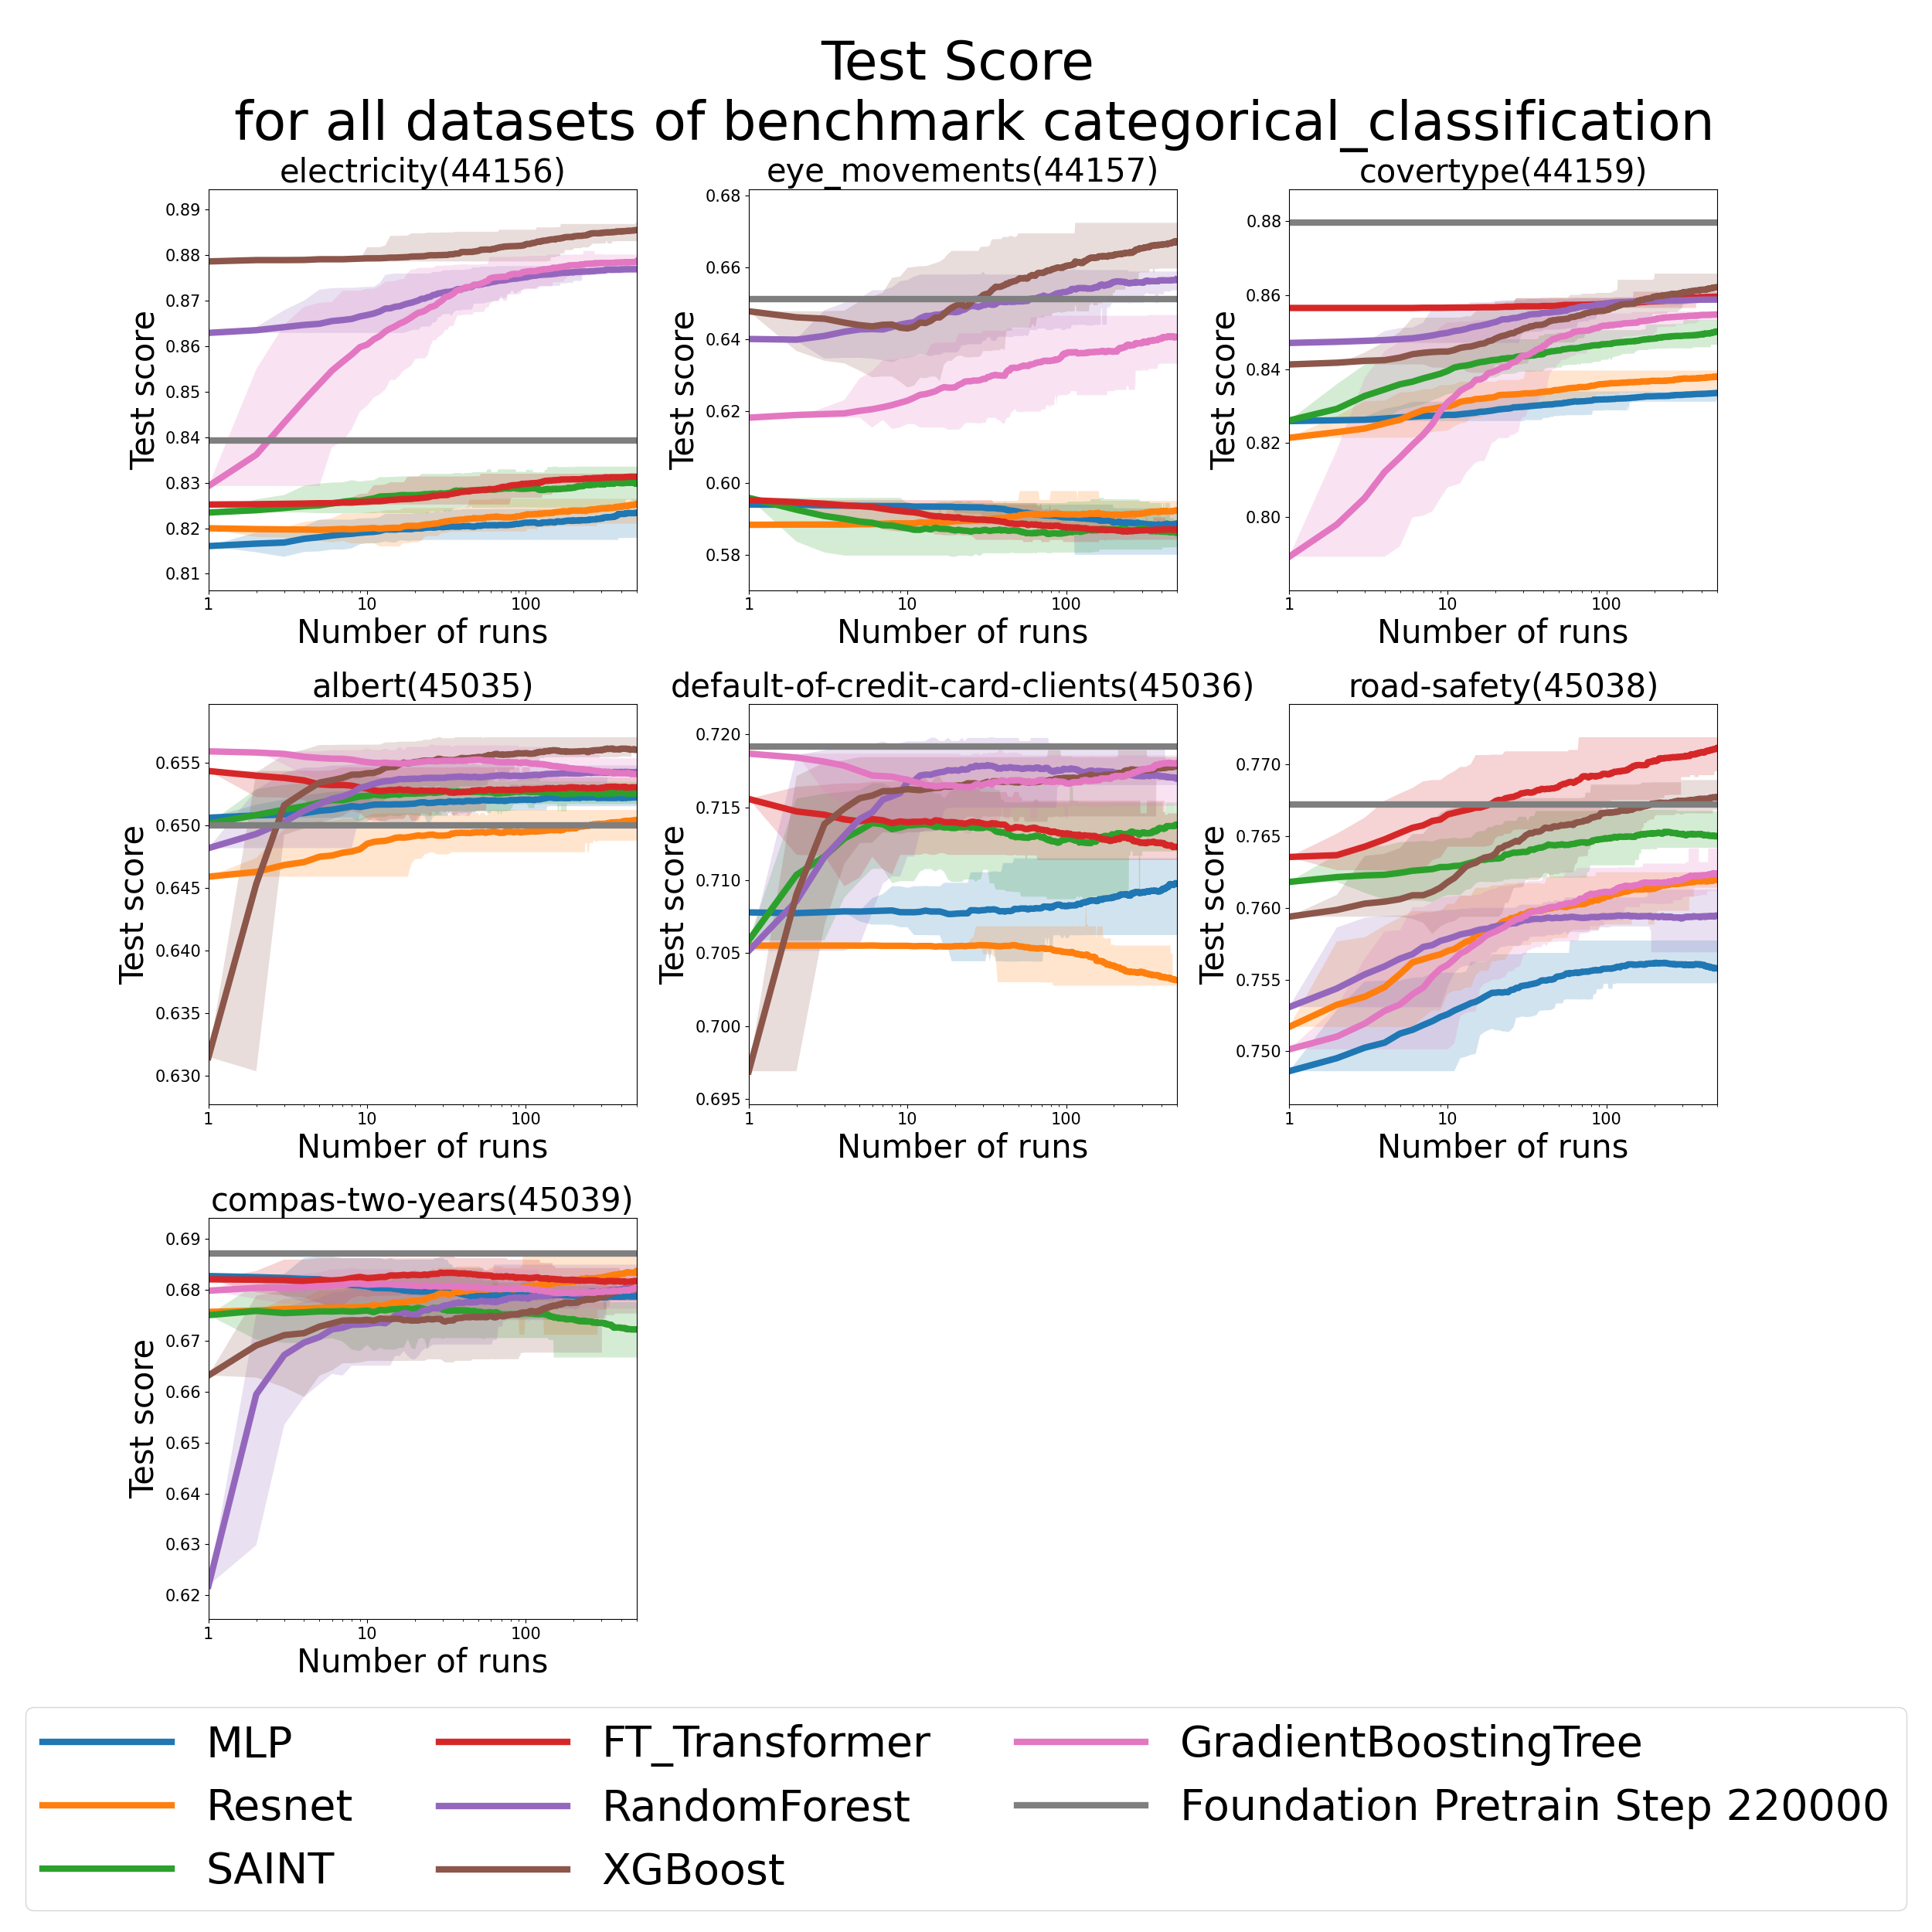 Test Score
for all datasets of benchmark categorical_classification
electricity(44156)
eye_movements(44157)
covertype(44159)
0.89
0.88
0.87
0.86
0.85
0.84
0.83
0.82
0.81
Test score
1
10
100
Number of runs
0.68
0.66
0.64
0.62
0.60
0.58
Test score
1
10
100
Number of runs
0.88
0.86
0.84
0.82
0.80
Test score
1
10
100
Number of runs
albert(45035)
default-of-credit-card-clients(45036)
road-safety(45038)
0.655
0.650
0.645
0.640
0.635
0.630
Test score
1
10
100
Number of runs
0.720
0.715
0.710
0.705
0.700
0.695
Test score
1
10
100
Number of runs
0.770
0.765
0.760
0.755
0.750
Test score
1
10
100
Number of runs
compas-two-years(45039)
0.69
0.68
0.67
0.66
0.65
0.64
0.63
0.62
Test score
1
10
100
Number of runs
MLP
Resnet
SAINT
FT_Transformer
RandomForest
XGBoost
GradientBoostingTree
Foundation Pretrain Step 220000